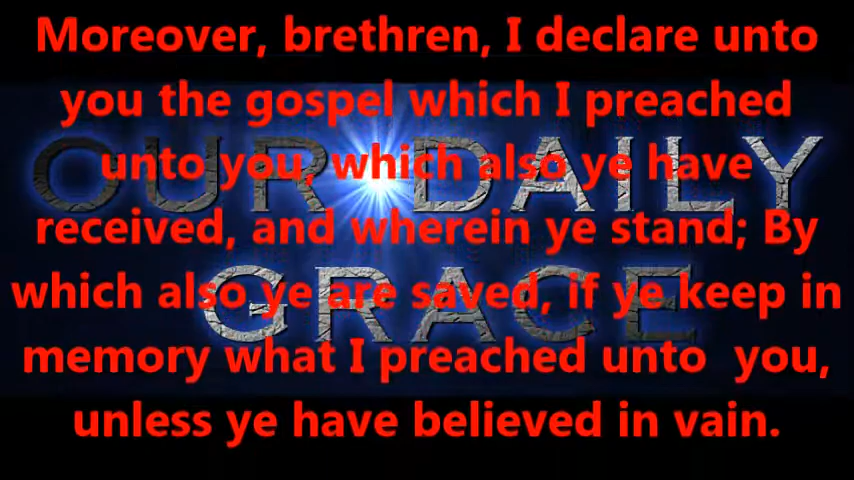 Moreover, brethren, I declare unto
you the gospel which I preached
unto you, which also ye have
received, and wherein ye stand; By
which also ye are saved, if ye keep in
memory what I preached unto you,
unless ye have believed in vain.
OUR DAILY
GRACE